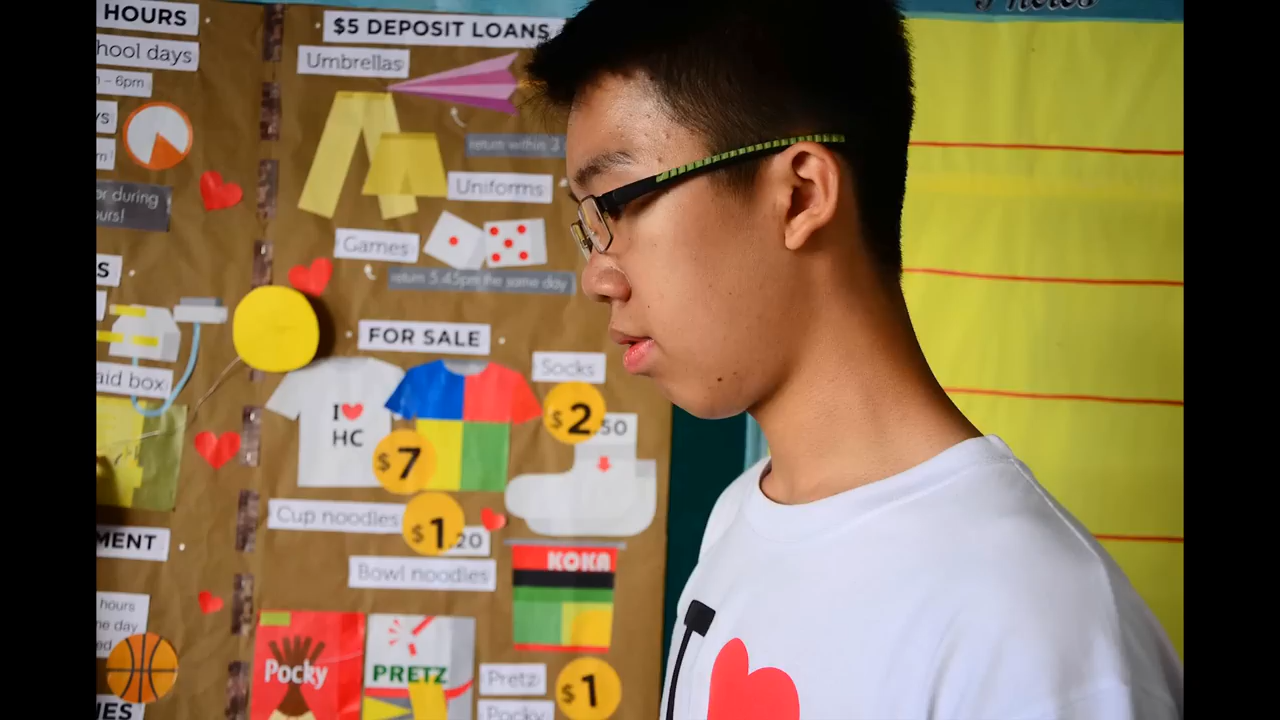 HOURS
hool days
– 6pm
or during
urs!
aid box
MENT
hours
ne day
$5 DEPOSIT LOANS
Umbrellas
return within 3
Uniforms
Games
return 5.45pm the same day
FOR SALE
Socks
$2
.50
I
HC
$7
Cup noodles
$1
.20
Bowl noodles
KOKA
Pocky
PRETZ
Pretz
$1
Pocky
Photos
I